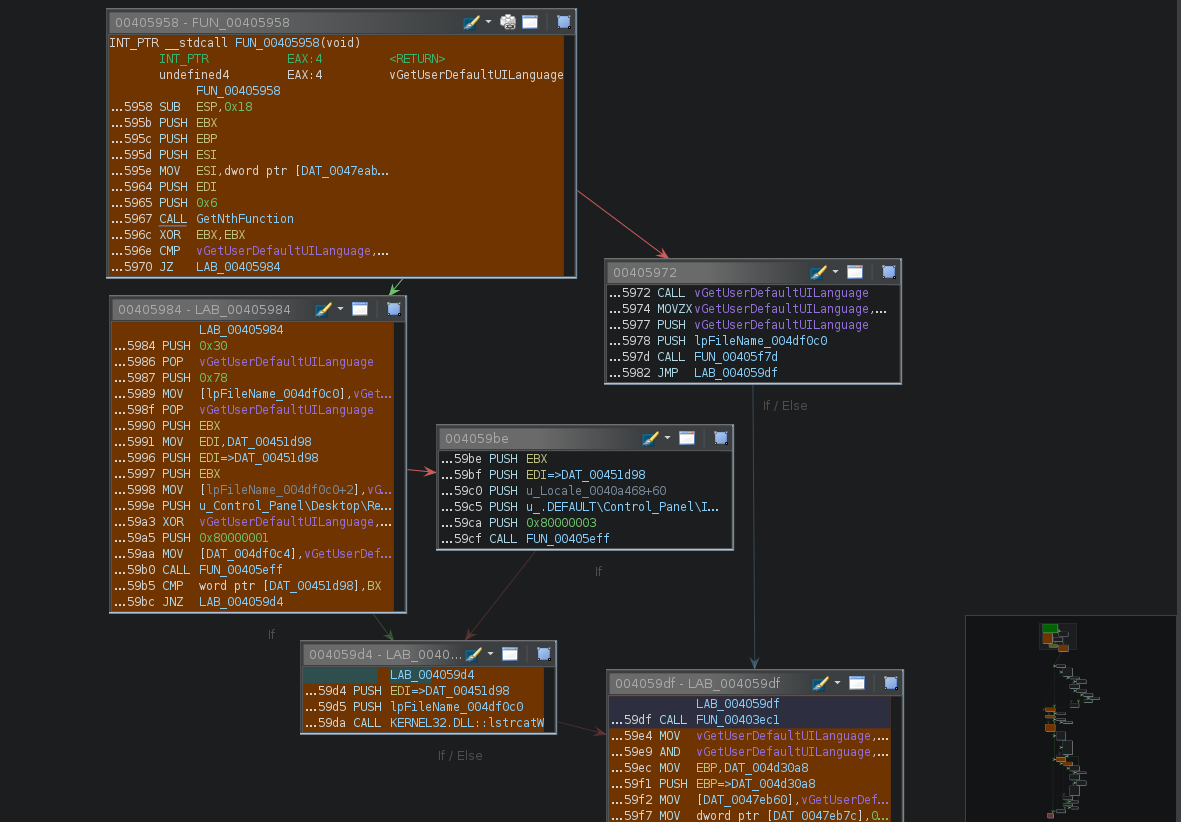 00405958 - FUN_00405958
INT_PTR __stdcall FUN_00405958(void)
INT_PTR EAX:4 <RETURN>
undefined4 EAX:4 vGetUserDefaultUILanguage
FUN_00405958
...5958 SUB ESP,0x18
...595b PUSH EBX
...595c PUSH EBP
...595d PUSH ESI
...595e MOV ESI,dword ptr [DAT_0047eab...
...5964 PUSH EDI
...5965 PUSH 0x6
...5967 CALL GetNthFunction
...596c XOR EBX,EBX
...596e CMP vGetUserDefaultUILanguage,...
...5970 JZ LAB_00405984
00405972
...5972 CALL vGetUserDefaultUILanguage
...5974 MOVZX vGetUserDefaultUILanguage,...
...5977 PUSH vGetUserDefaultUILanguage
...5978 PUSH lpFileName_004df0c0
...597d CALL FUN_00405f7d
...5982 JMP LAB_004059df
If / Else
00405984 - LAB_00405984
LAB_00405984
...5984 PUSH 0x30
...5986 POP vGetUserDefaultUILanguage
...5987 PUSH 0x78
...5989 MOV [lpFileName_004df0c0],vGet...
...598f POP vGetUserDefaultUILanguage
...5990 PUSH EBX
...5991 MOV EDI,DAT_00451d98
...5996 PUSH EDI=>DAT_00451d98
...5997 PUSH EBX
...5998 MOV [lpFileName_004df0c0+2],vG...
...599e PUSH u_Control_Panel\Desktop\Re...
...59a3 XOR vGetUserDefaultUILanguage,...
...59a5 PUSH 0x80000001
...59aa MOV [DAT_004df0c4],vGetUserDef...
...59b0 CALL FUN_00405eff
...59b5 CMP word ptr [DAT_00451d98],BX
...59bc JNZ LAB_004059d4
If
004059be
...59be PUSH EBX
...59bf PUSH EDI=>DAT_00451d98
...59c0 PUSH u_Locale_0040a468+60
...59c5 PUSH u_.DEFAULT\Control_Panel\I...
...59ca PUSH 0x80000003
...59cf CALL FUN_00405eff
If
004059d4 - LAB_0040...
LAB_004059d4
...59d4 PUSH EDI=>DAT_00451d98
...59d5 PUSH lpFileName_004df0c0
...59da CALL KERNEL32.DLL::lstrcatW
If / Else
004059df - LAB_004059df
LAB_004059df
...59df CALL FUN_00403ec1
...59e4 MOV vGetUserDefaultUILanguage,...
...59e9 AND vGetUserDefaultUILanguage,...
...59ec MOV EBP,DAT_004d30a8
...59f1 PUSH EBP=>DAT_004d30a8
...59f2 MOV [DAT_0047eb60],vGetUserDef...
...59f7 MOV dword ptr [DAT_0047eb7c],0...